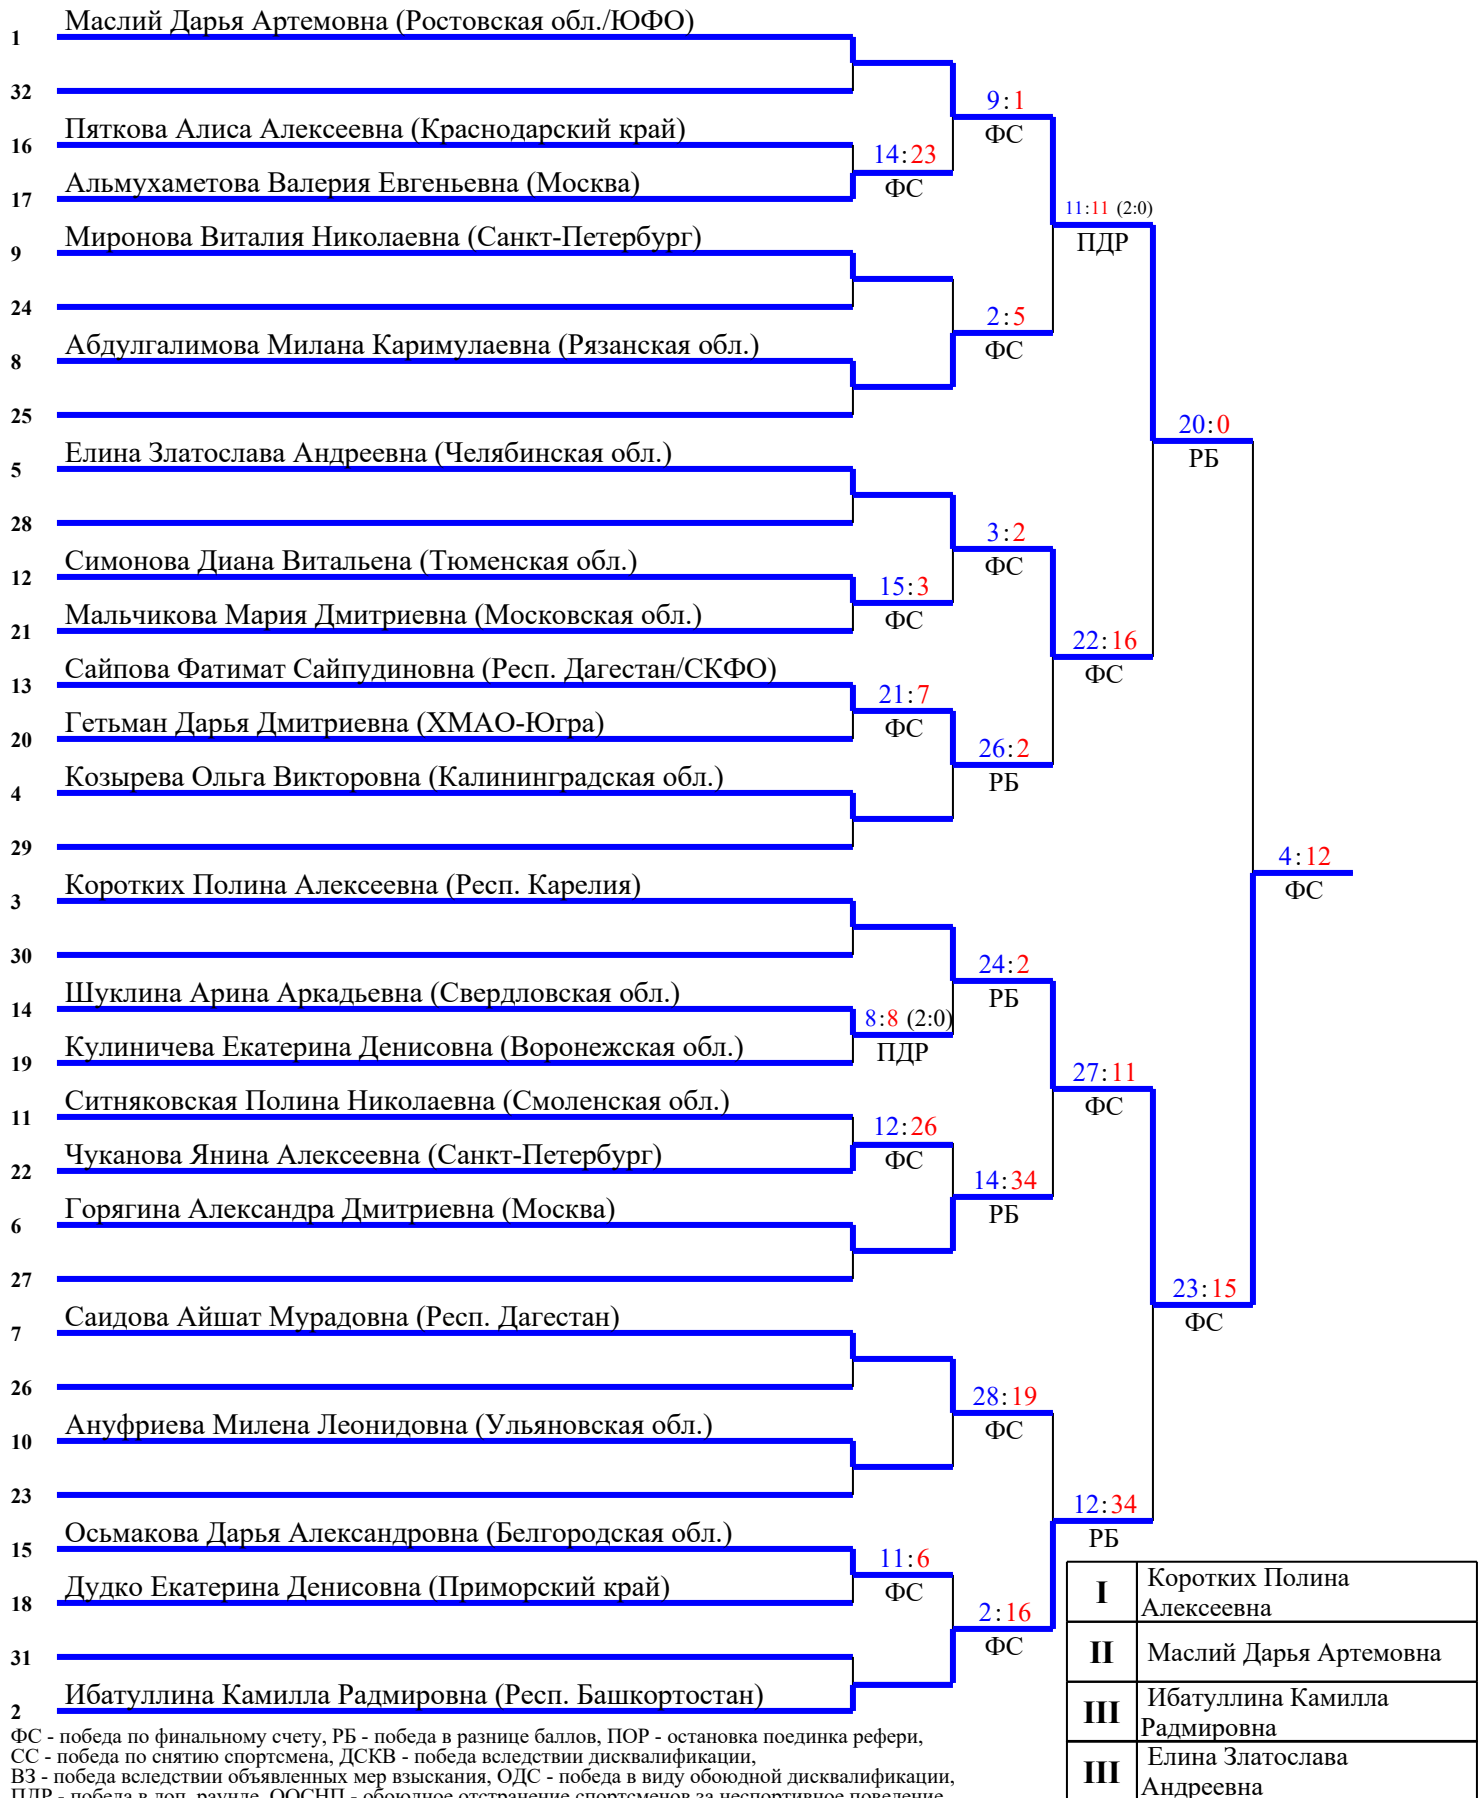 Маслий Дарья Артемовна (Ростовская обл./ЮФО)
1
32
9:1
ФС
Пяткова Алиса Алексеевна (Краснодарский край)
16
14:23
ФС
Альмухаметова Валерия Евгеньевна (Москва)
17
11:11 (2:0)
ПДР
Миронова Виталия Николаевна (Санкт-Петербург)
9
24
2:5
ФС
Абдулгалимова Милана Каримулаевна (Рязанская обл.)
8
25
20:0
РБ
Елина Златослава Андреевна (Челябинская обл.)
5
28
3:2
ФС
Симонова Диана Витальена (Тюменская обл.)
12
15:3
ФС
Мальчикова Мария Дмитриевна (Московская обл.)
21
22:16
ФС
Сайпова Фатимат Сайпудиновна (Респ. Дагестан/СКФО)
13
21:7
ФС
Гетьман Дарья Дмитриевна (ХМАО-Югра)
20
26:2
РБ
Козырева Ольга Викторовна (Калининградская обл.)
4
29
4:12
ФС
Коротких Полина Алексеевна (Респ. Карелия)
3
30
24:2
РБ
Шуклина Арина Аркадьевна (Свердловская обл.)
14
8:8 (2:0)
ПДР
Кулиничева Екатерина Денисовна (Воронежская обл.)
19
27:11
ФС
Ситняковская Полина Николаевна (Смоленская обл.)
11
12:26
ФС
Чуканова Янина Алексеевна (Санкт-Петербург)
22
14:34
РБ
Горягина Александра Дмитриевна (Москва)
6
27
23:15
ФС
Саидова Айшат Мурадовна (Респ. Дагестан)
7
26
28:19
ФС
Ануфриева Милена Леонидовна (Ульяновская обл.)
10
23
12:34
РБ
Осьмакова Дарья Александровна (Белгородская обл.)
15
11:6
ФС
Дудко Екатерина Денисовна (Приморский край)
18
2:16
ФС
31
Ибатуллина Камилла Радмировна (Респ. Башкортостан)
2
I Коротких Полина
Алексеевна
II Маслий Дарья Артемовна
III Ибатуллина Камилла
Радмировна
III Елина Златослава
Андреевна
ФС - победа по финальному счету, РБ - победа в разнице баллов, ПОР - остановка поединка рефери,
СС - победа по снятию спортсмена, ДСКВ - победа вследствии дисквалификации,
ВЗ - победа вследствии объявленных мер взыскания, ОДС - победа в виду обоюдной дисквалификации,
ПДР - победа в доп. раунде, ООСНП - обоюдное отстранение спортсменов за неспортивное поведение